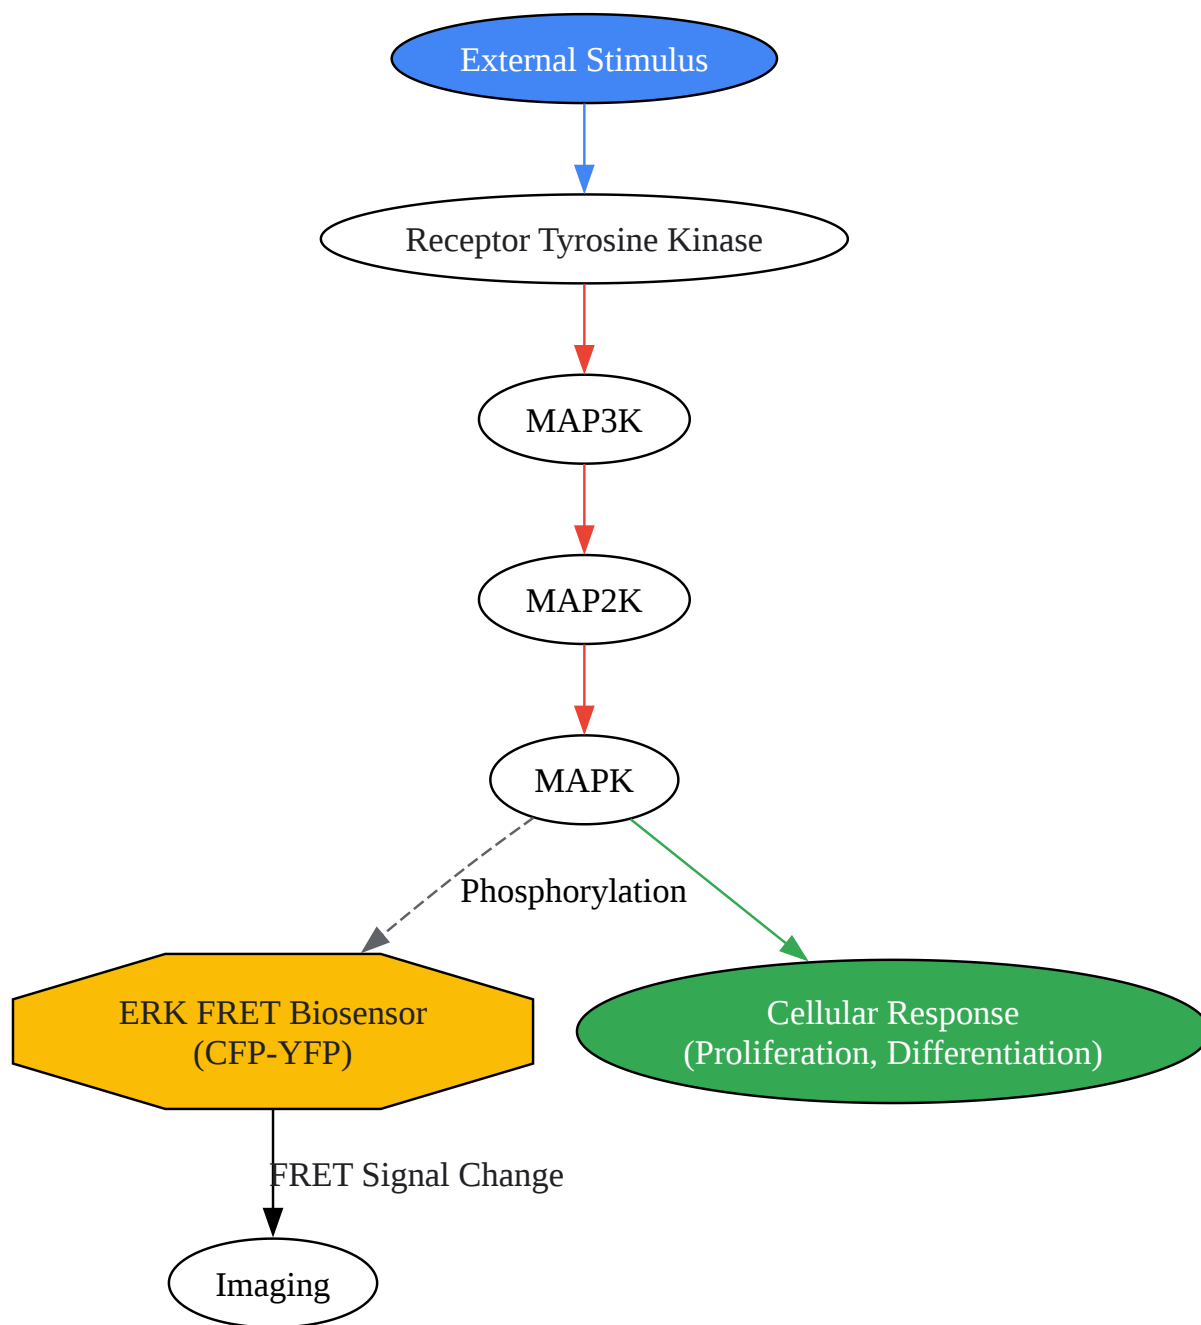 External Stimulus
Receptor Tyrosine Kinase
MAP3K
MAP2K
MAPK
Phosphorylation
ERK FRET Biosensor
(CFP-YFP)
Cellular Response
(Proliferation, Differentiation)
FRET Signal Change
Imaging